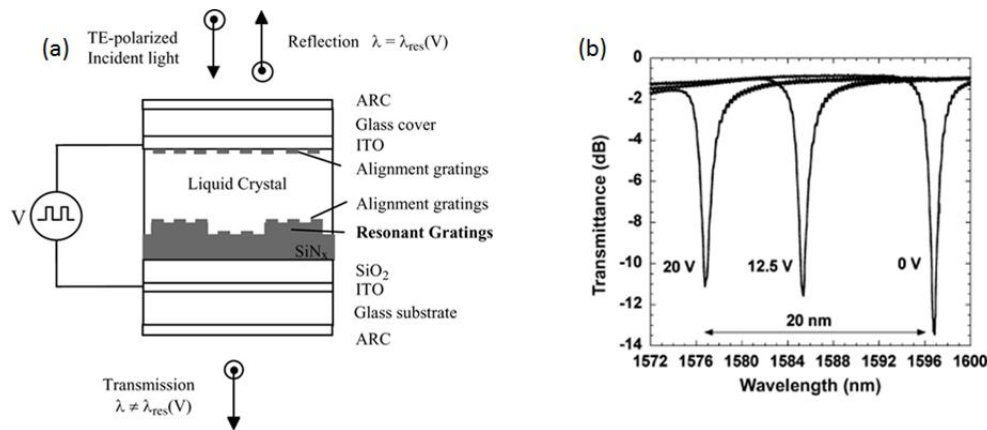 (a)
TE-polarized
Incident light
Reflection λ = λres(V)
ARC
Glass cover
ITO
Alignment gratings
Liquid Crystal
Alignment gratings
Resonant Gratings
SiNx
SiO2
ITO
Glass substrate
ARC
V
Transmission
λ ≠ λres(V)
(b)
Transmittance (dB)
0
-2
-4
-6
-8
-10
-12
-14
20 V
12.5 V
0 V
20 nm
1572 1576 1580 1584 1588 1592 1596 1600
Wavelength (nm)